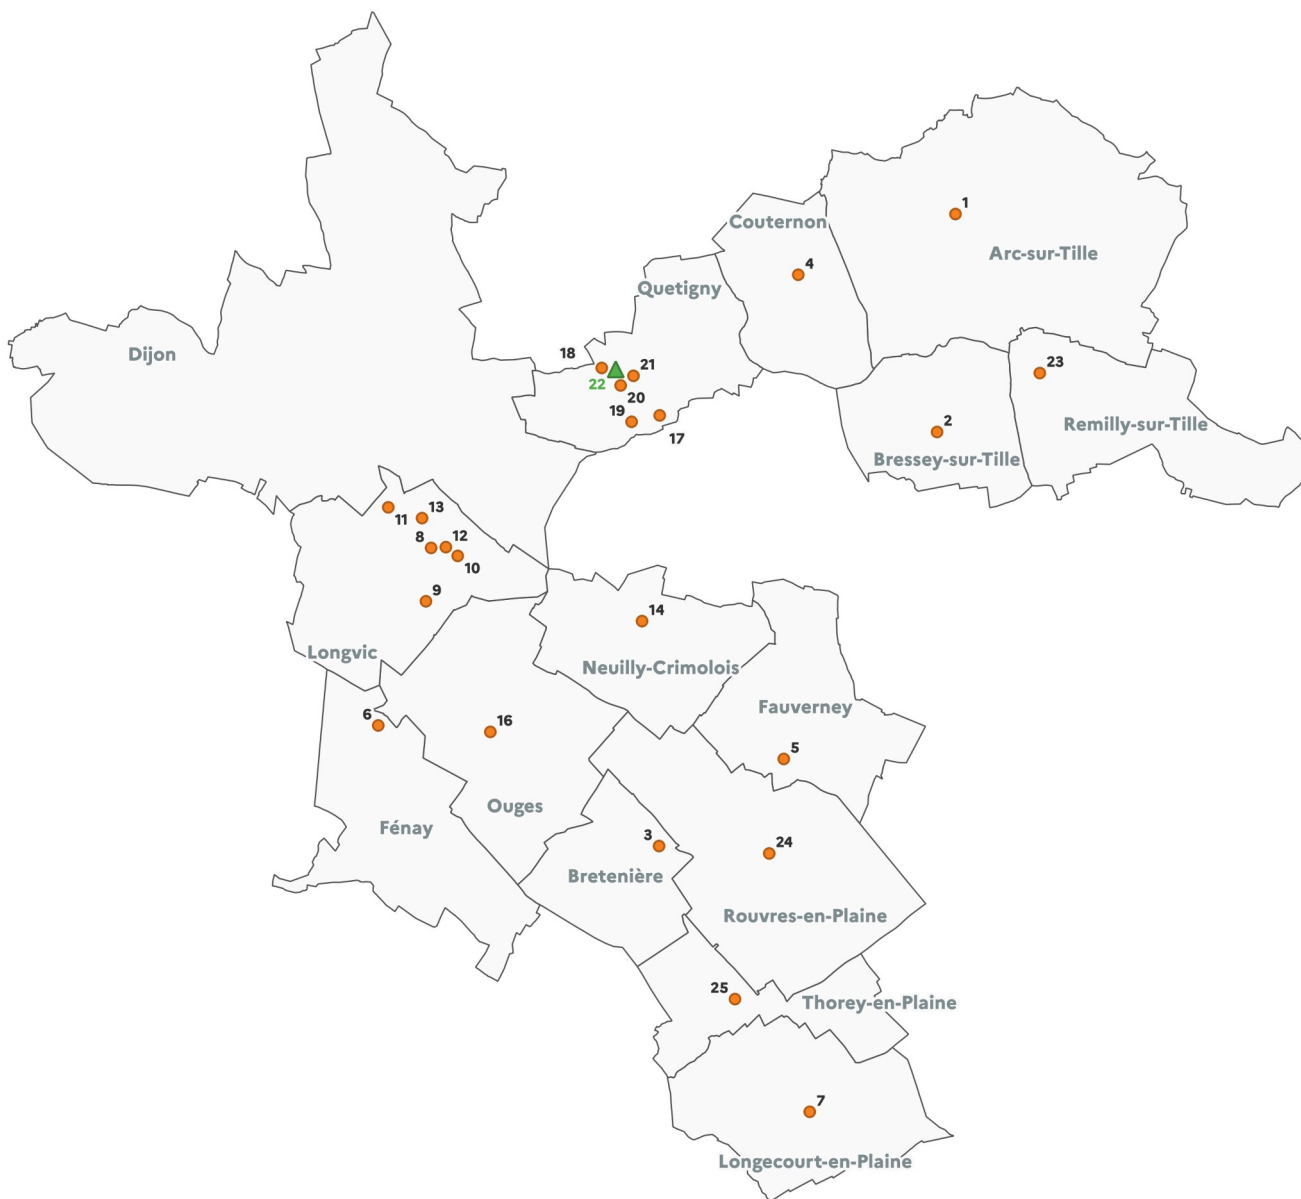 1
Couternon
Arc-sur-Tille
4
Quetigny
Dijon
18
21
23
22
20
19
17
2
Remilly-sur-Tille
Bressey-sur-Tille
11
13
8
12
10
9
14
Longvic
Neuilly-Crimolois
6
16
Fauverney
5
Ouges
Fénay
3
24
Bretenière
Rouvres-en-Plaine
25
Thorey-en-Plaine
7
Longecourt-en-Plaine